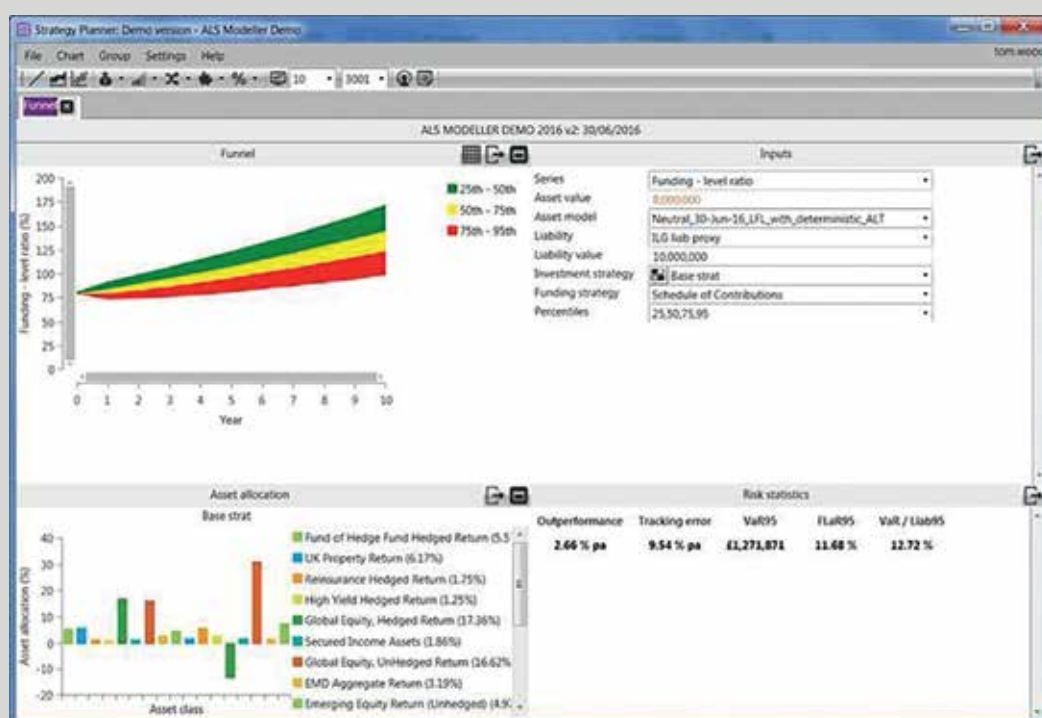 Strategy Planner: Demo version - ALS Modeller Demo
File Chart Group Settings Help
tom.wood
10 3001
Funnel
ALS MODELLER DEMO 2016 v2: 30/06/2016
Funnel
Funding - level ratio (%)
200
175
150
125
100
75
50
25
0
0 1 2 3 4 5 6 7 8 9 10
Year
25th - 50th
50th - 75th
75th - 95th
Inputs
Series Funding - level ratio
Asset value 8,000,000
Asset model Neutral_30-Jun-16_LFL_with_deterministic_ALT
Liability ILG liab proxy
Liability value 10,000,000
Investment strategy Base strat
Funding strategy Schedule of Contributions
Percentiles 25,50,75,95
Asset allocation
Base strat
Asset allocation (%)
40
30
20
10
0
-10
-20
Asset class
Fund of Hedge Fund Hedged Return (5.5
UK Property Return (6.17%)
Reinsurance Hedged Return (1.75%)
High Yield Hedged Return (1.25%)
Global Equity, Hedged Return (17.36%)
Secured Income Assets (1.86%)
Global Equity, UnHedged Return (16.62%
EMD Aggregate Return (3.19%)
Emerging Equity Return (Unhedged) (4.9
Risk statistics
Outperformance Tracking error VaR95 FLaR95 VaR / Liab95
2.66 % pa 9.54 % pa £1,271,871 11.68 % 12.72 %